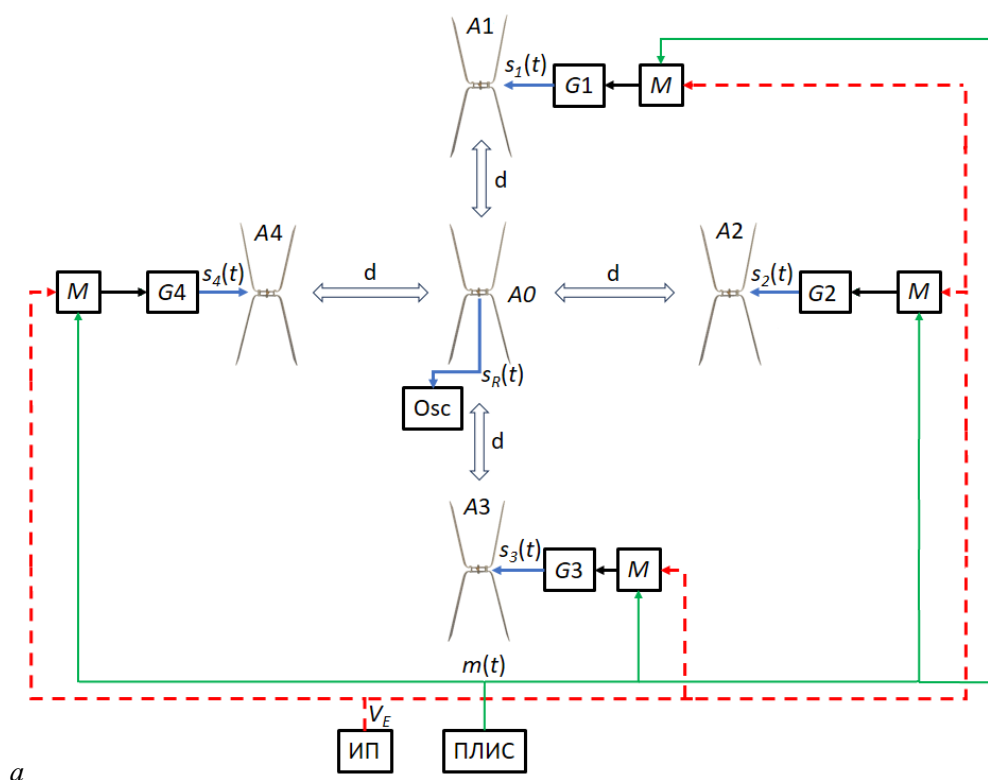 A1
s1(t)
G1
M
d
A4
A2
M
G4
s4(t)
d
A0
d
s2(t)
G2
M
sR(t)
Osc
d
A3
s3(t)
G3
M
m(t)
VE
ИП
ПЛИС
a